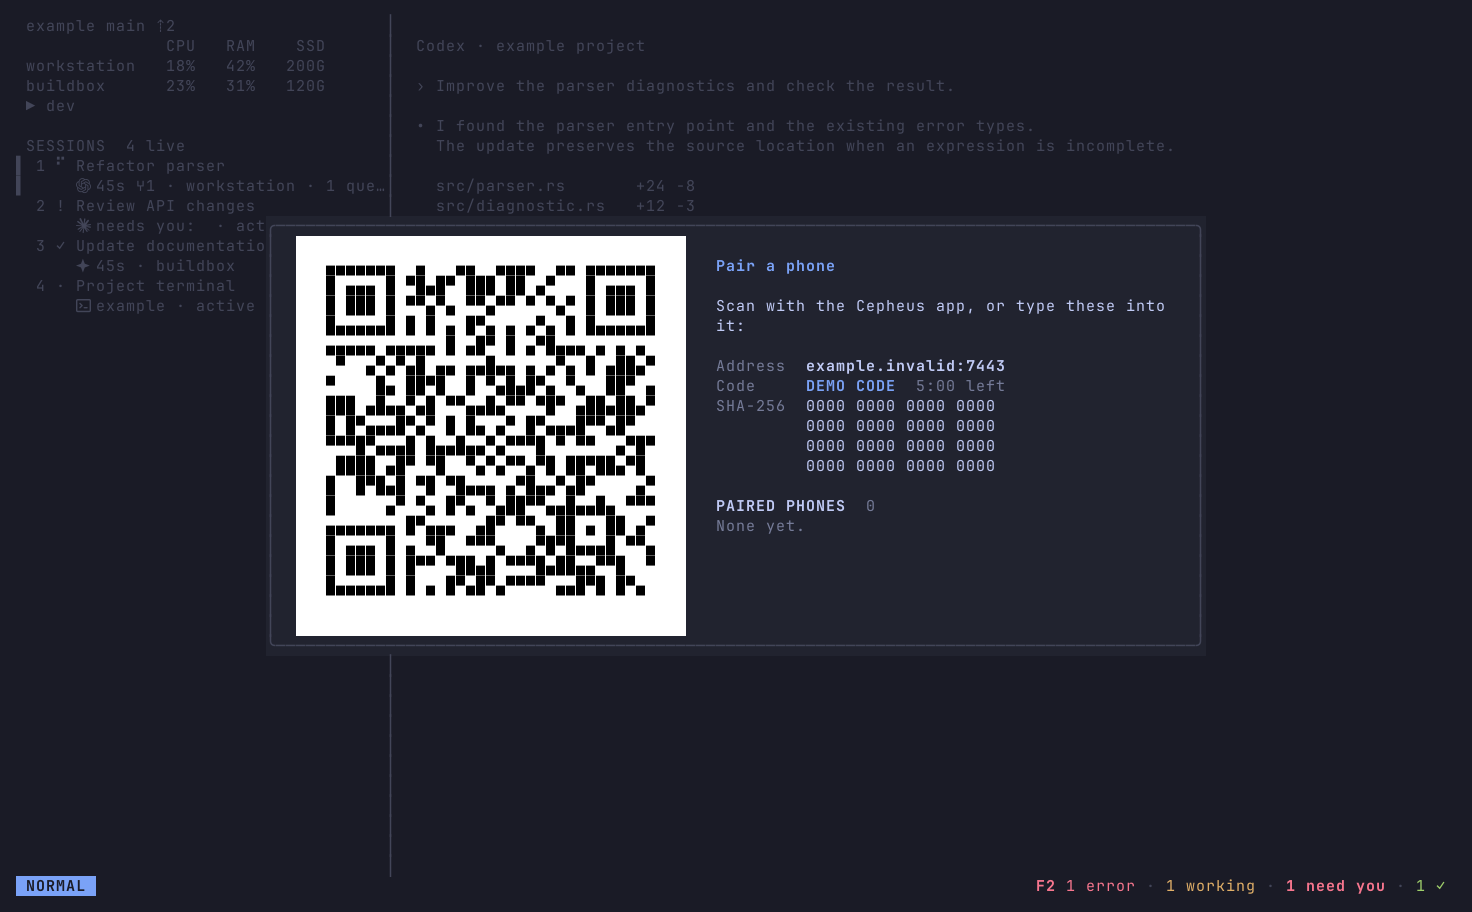 example main ↑2
CPU RAM SSD
workstation 18% 42% 200G
buildbox 23% 31% 120G
▶ dev
SESSIONS 4 live
1 Refactor parser
45s Y1 · workstation · 1 que…
2 ! Review API changes
needs you: · act
3 ✓ Update documentatio
45s · buildbox
4 · Project terminal
example · active
Codex · example project
› Improve the parser diagnostics and check the result.
• I found the parser entry point and the existing error types.
The update preserves the source location when an expression is incomplete.
src/parser.rs +24 -8
src/diagnostic.rs +12 -3
Pair a phone
Scan with the Cepheus app, or type these into
it:
Address example.invalid:7443
Code DEMO CODE 5:00 left
SHA-256 0000 0000 0000 0000
0000 0000 0000 0000
0000 0000 0000 0000
0000 0000 0000 0000
PAIRED PHONES 0
None yet.
NORMAL
F2 1 error · 1 working · 1 need you · 1 ✓